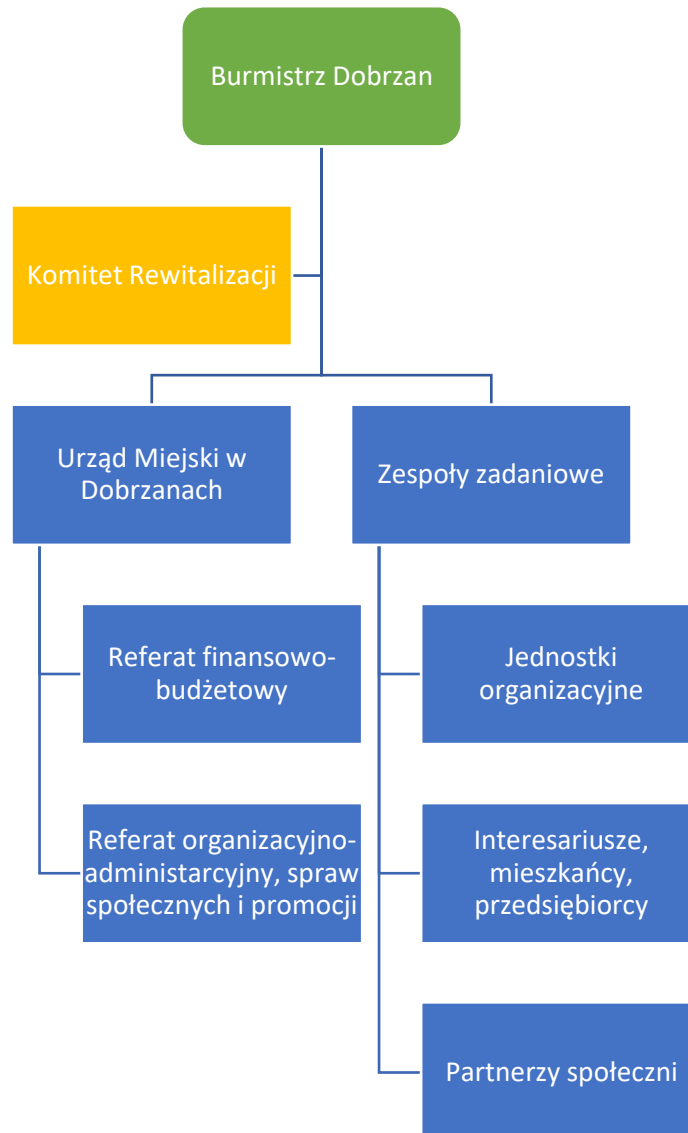 Burmistrz Dobrzan
Komitet Rewitalizacji
Urząd Miejski w
Dobrzanach
Zespoły zadaniowe
Referat finansowo-
budżetowy
Jednostki
organizacyjne
Referat organizacyjno-
administarcyjny, spraw
społecznych i promocji
Interesariusze,
mieszkańcy,
przedsiębiorcy
Partnerzy społeczni